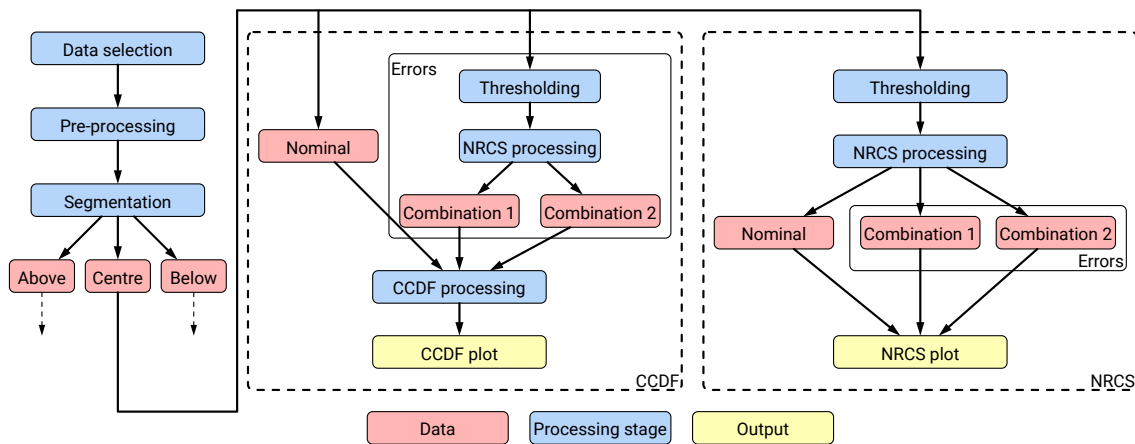 Data selection
Pre-processing
Segmentation
Above
Centre
Below
Errors
Thresholding
Nominal
NRCS processing
Combination 1
Combination 2
CCDF processing
CCDF plot
CCDF
Thresholding
NRCS processing
Nominal
Combination 1
Combination 2
Errors
NRCS plot
NRCS
Data
Processing stage
Output